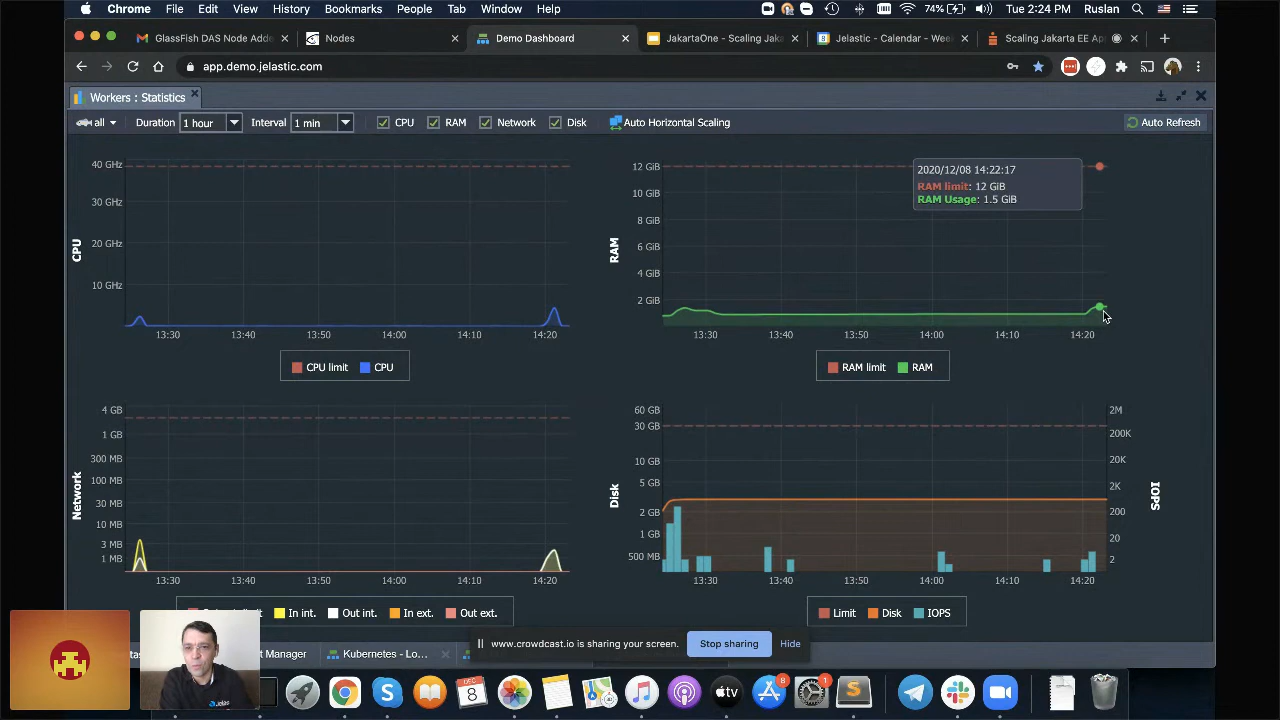 Chrome File Edit View History Bookmarks People Tab Window Help 74% Tue 2:24 PM Ruslan
GlassFish DAS Node Adde Nodes Demo Dashboard JakartaOne - Scaling Jaka Jelastic - Calendar - Wee Scaling Jakarta EE Ap
app.demo.jelastic.com
Workers : Statistics
all Duration 1 hour Interval 1 min CPU RAM Network Disk Auto Horizontal Scaling Auto Refresh
CPU
40 GHz
30 GHz
20 GHz
10 GHz
13:30 13:40 13:50 14:00 14:10 14:20
CPU limit CPU
RAM
12 GiB
10 GiB
8 GiB
6 GiB
4 GiB
2 GiB
2020/12/08 14:22:17
RAM limit: 12 GiB
RAM Usage: 1.5 GiB
13:30 13:40 13:50 14:00 14:10 14:20
RAM limit RAM
Network
4 GB
1 GB
300 MB
100 MB
30 MB
10 MB
3 MB
1 MB
13:30 13:40 13:50 14:00 14:10 14:20
In int. Out int. In ext. Out ext.
Disk
60 GB
30 GB
10 GB
5 GB
2 GB
1 GB
500 MB
2M
200K
20K
2K
200
20
2
IOPS
13:30 13:40 13:50 14:00 14:10 14:20
Limit Disk IOPS
www.crowdcast.io is sharing your screen. Stop sharing Hide
t Manager Kubernetes - Lo...
DEC
8
8
1